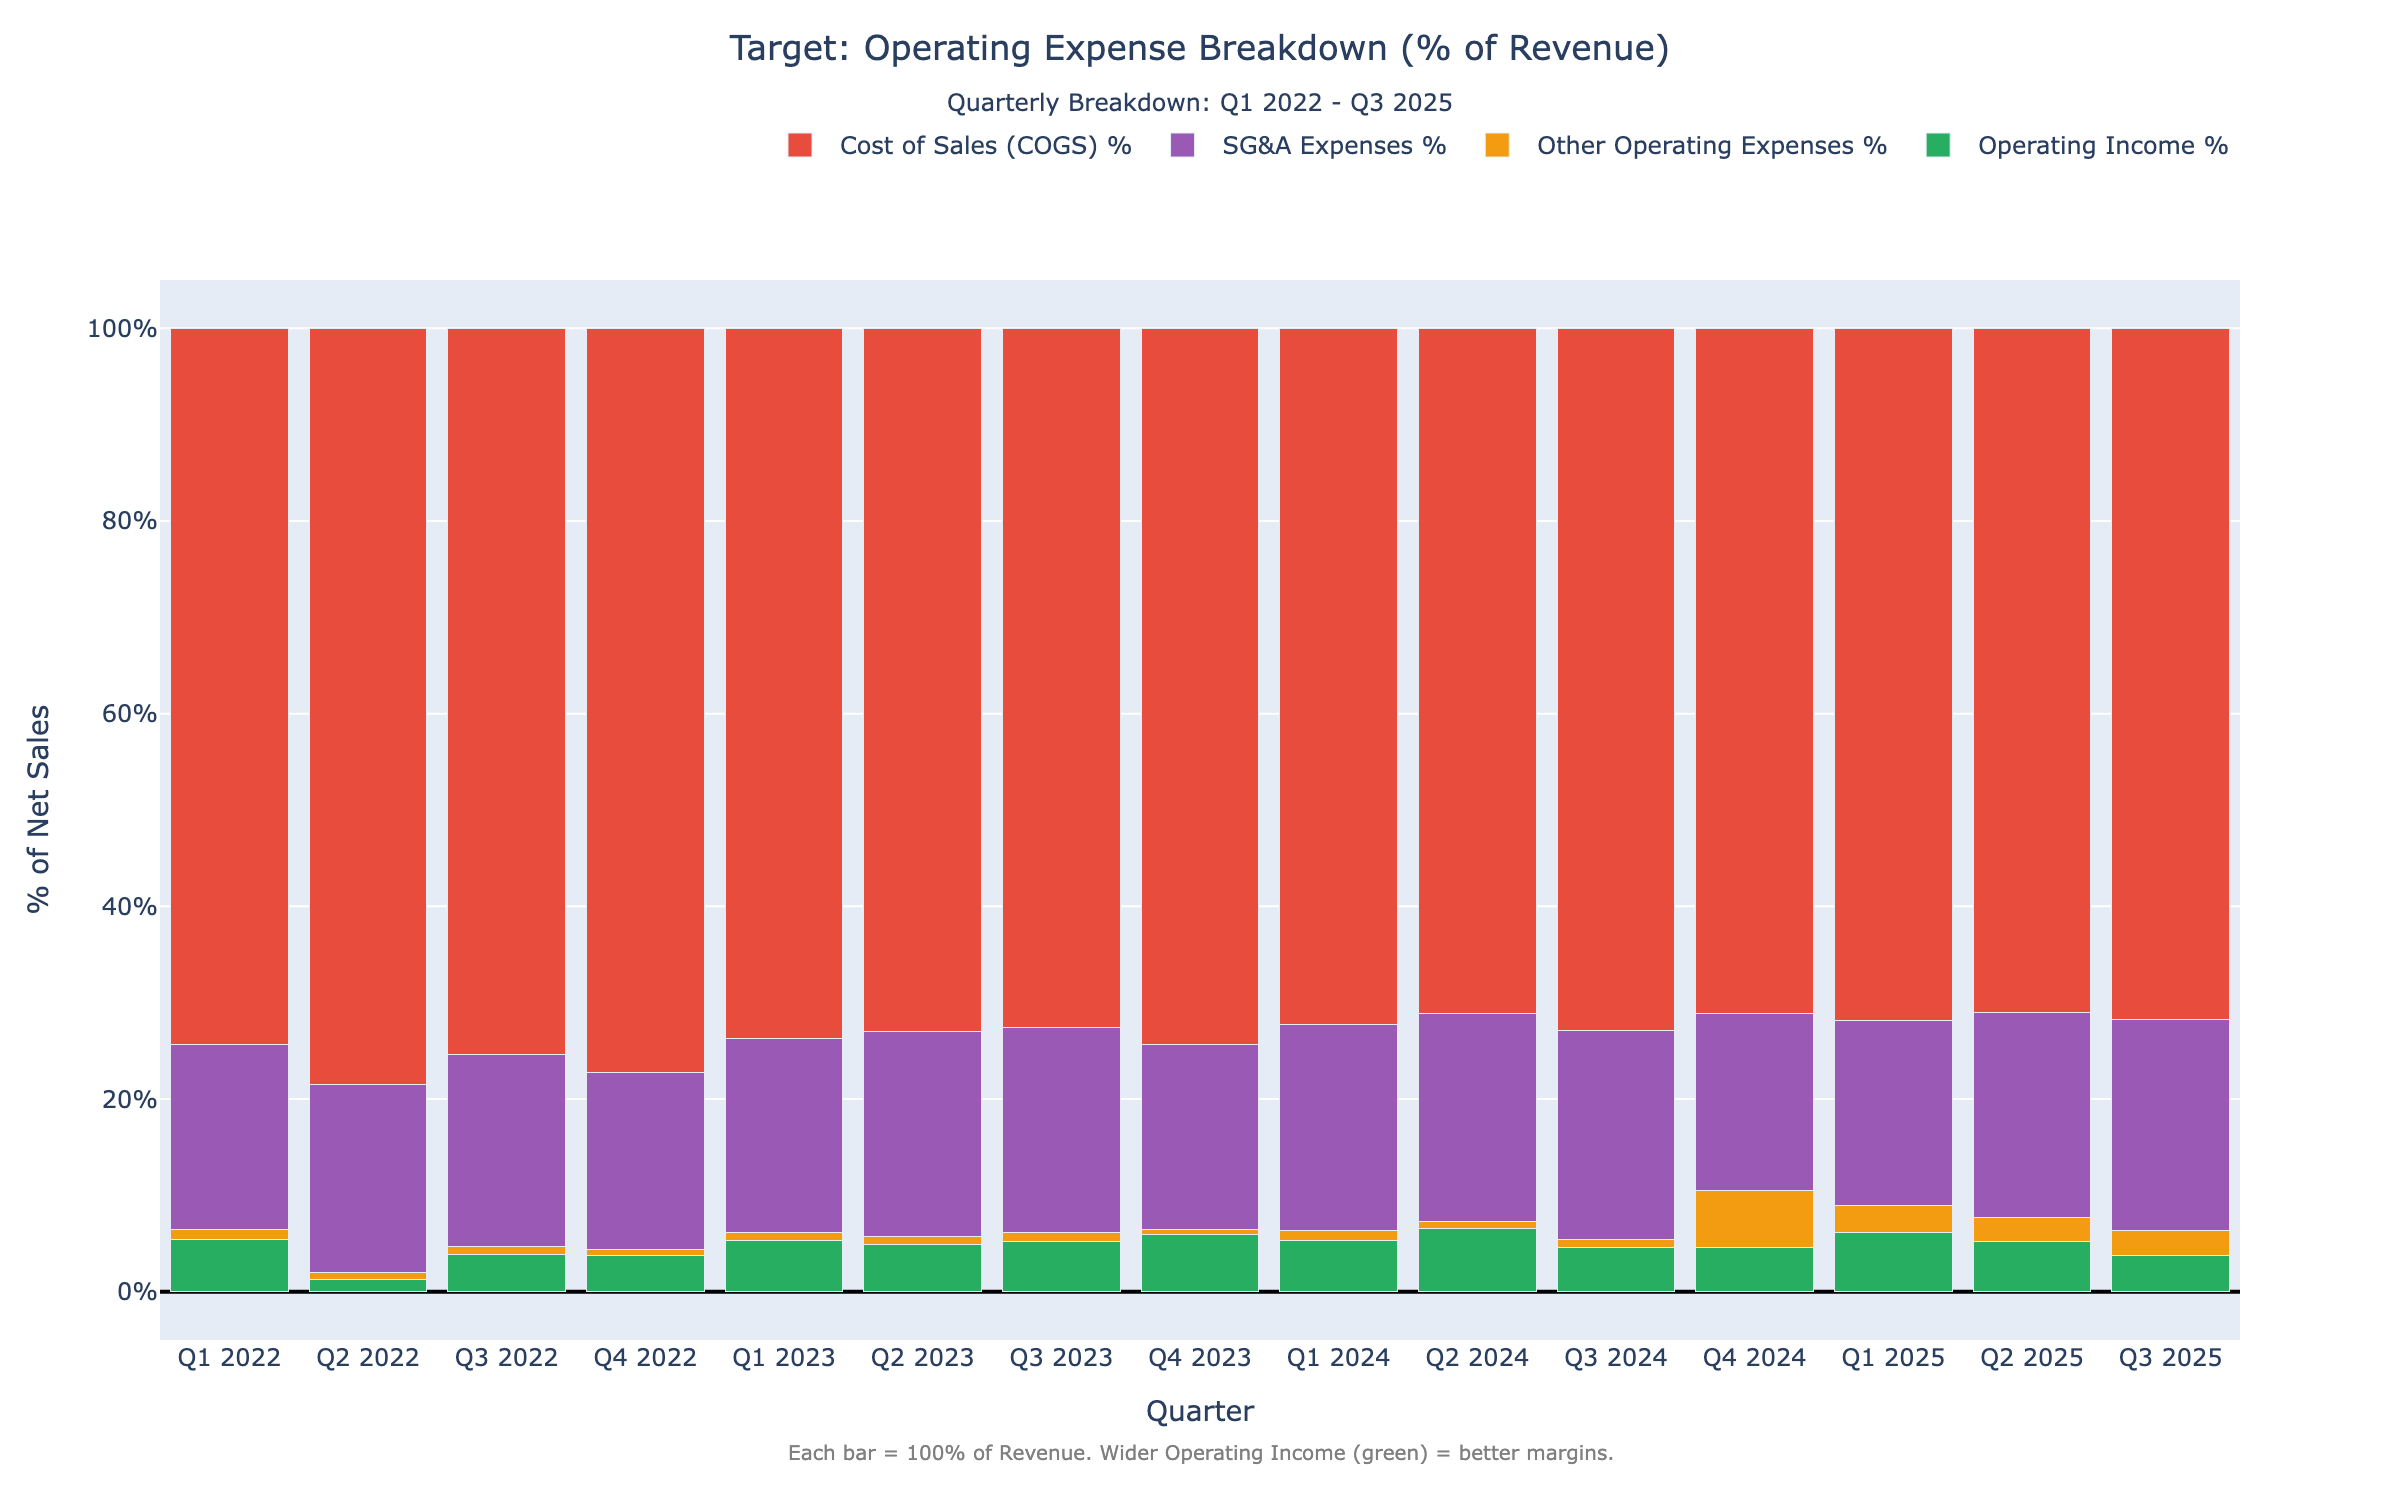 Target: Operating Expense Breakdown (% of Revenue)
Quarterly Breakdown: Q1 2022 - Q3 2025
Cost of Sales (COGS) % SG&A Expenses % Other Operating Expenses % Operating Income %
% of Net Sales
100%
80%
60%
40%
20%
0%
Q1 2022 Q2 2022 Q3 2022 Q4 2022 Q1 2023 Q2 2023 Q3 2023 Q4 2023 Q1 2024 Q2 2024 Q3 2024 Q4 2024 Q1 2025 Q2 2025 Q3 2025
Quarter
Each bar = 100% of Revenue. Wider Operating Income (green) = better margins.